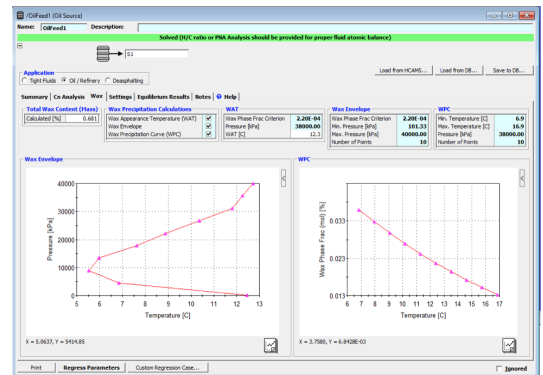 /OilFeed1 (Oil Source)
Name: OilFeed1 Description:
Solved (H/C ratio or PNA Analysis should be provided for proper fluid atomic balance)
S1
Application
Tight Fluids Oil / Refinery Deasphalting
Load from HCAMS... Load from DB... Save to DB...
Summary Cn Analysis Wax Settings Equilibrium Results Notes Help
Total Wax Content (Mass) Wax Precipitation Calculations WAT Wax Envelope WPC
Calculated [%] 0.681 Wax Appearance Temperature (WAT) Wax Phase Frac Criterion 2.20E-04 Wax Phase Frac Criterion 2.20E-04 Min. Temperature [C] 6.9
Wax Envelope Pressure [kPa] 38000.00 Min. Pressure [kPa] 101.33 Max. Temperature [C] 16.9
Wax Precipitation Curve (WPC) WAT [C] 12.3 Max. Pressure [kPa] 40000.00 Pressure [kPa] 38000.00
Number of Points 10 Number of Points 10
Wax Envelope
Pressure [kPa]
40000
30000
20000
10000
0
5 6 7 8 9 10 11 12 13
Temperature [C]
X = 5.0637, Y = 5414.85
WPC
Wax Phase Frac (mol) [%]
0.033
0.023
0.013
6 7 8 9 10 11 12 13 14 15 16 17
Temperature [C]
X = 3.7580, Y = 6.8428E-03
Print Regress Parameters Custom Regression Case... Ignored